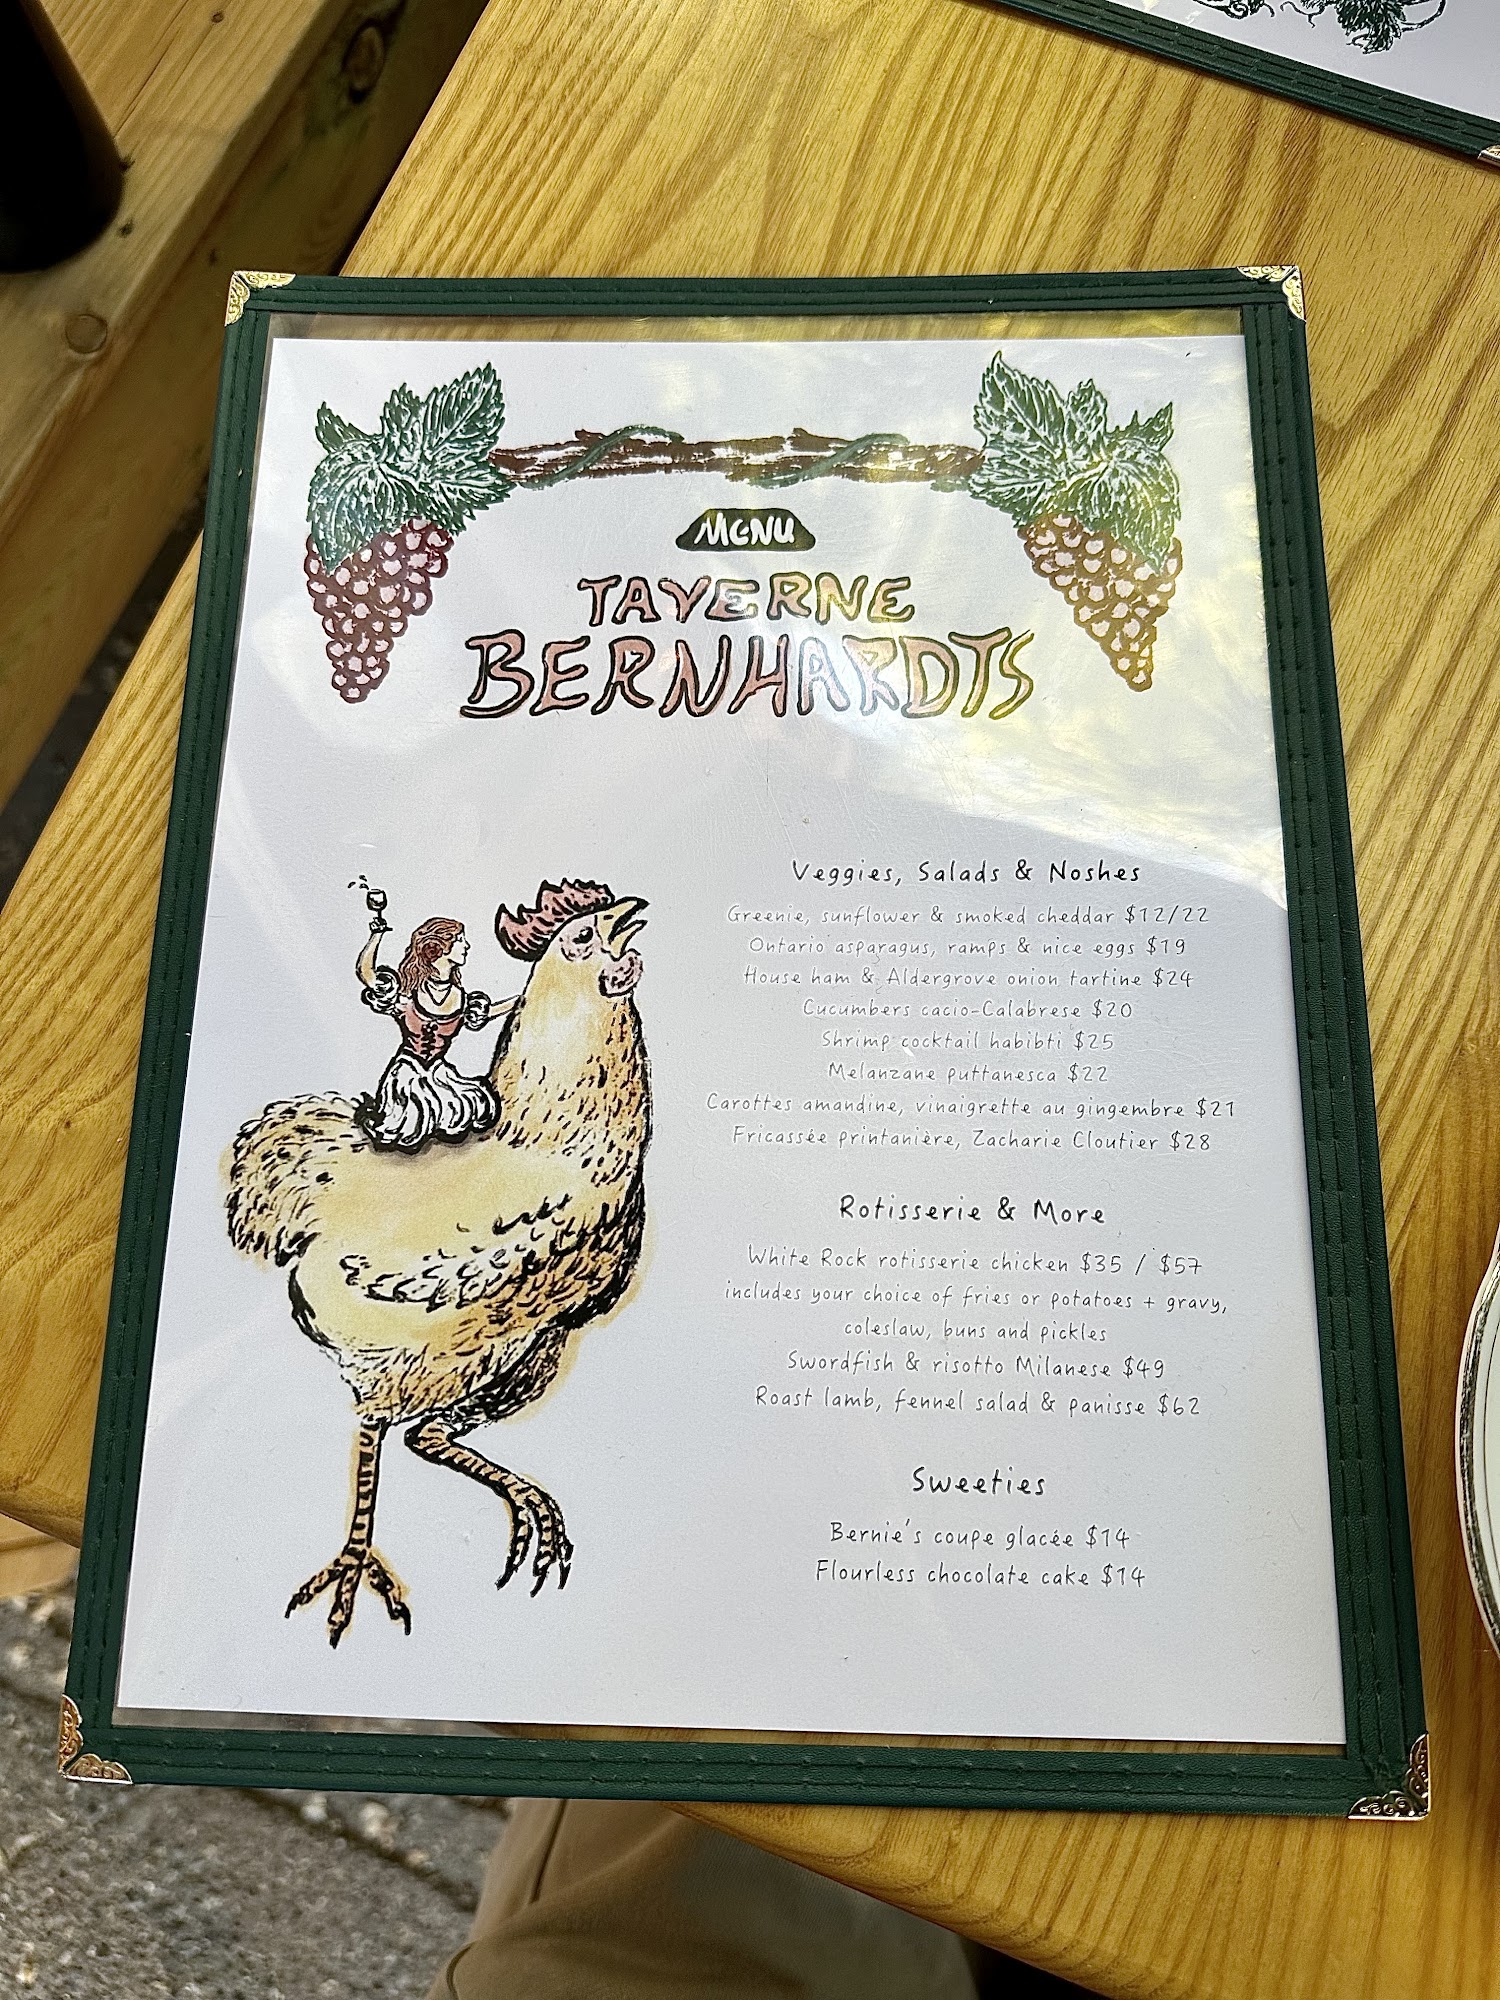 MENU
TAVERNE
BERNHARDTS
Veggies, Salads & Noshes
Greenie, sunflower & smoked cheddar $12/22
Ontario asparagus, ramps & nice eggs $19
House ham & Aldergrove onion tartine $24
Cucumbers cacio-Calabrese $20
Shrimp cocktail habibti $25
Melanzane puttanesca $22
Carottes amandine, vinaigrette au gingembre $21
Fricassée printanière, Zacharie Cloutier $28
Rotisserie & More
White Rock rotisserie chicken $35 / $57
includes your choice of fries or potatoes + gravy,
coleslaw, buns and pickles
Swordfish & risotto Milanese $49
Roast lamb, fennel salad & panisse $62
Sweeties
Bernie's coupe glacée $14
Flourless chocolate cake $14